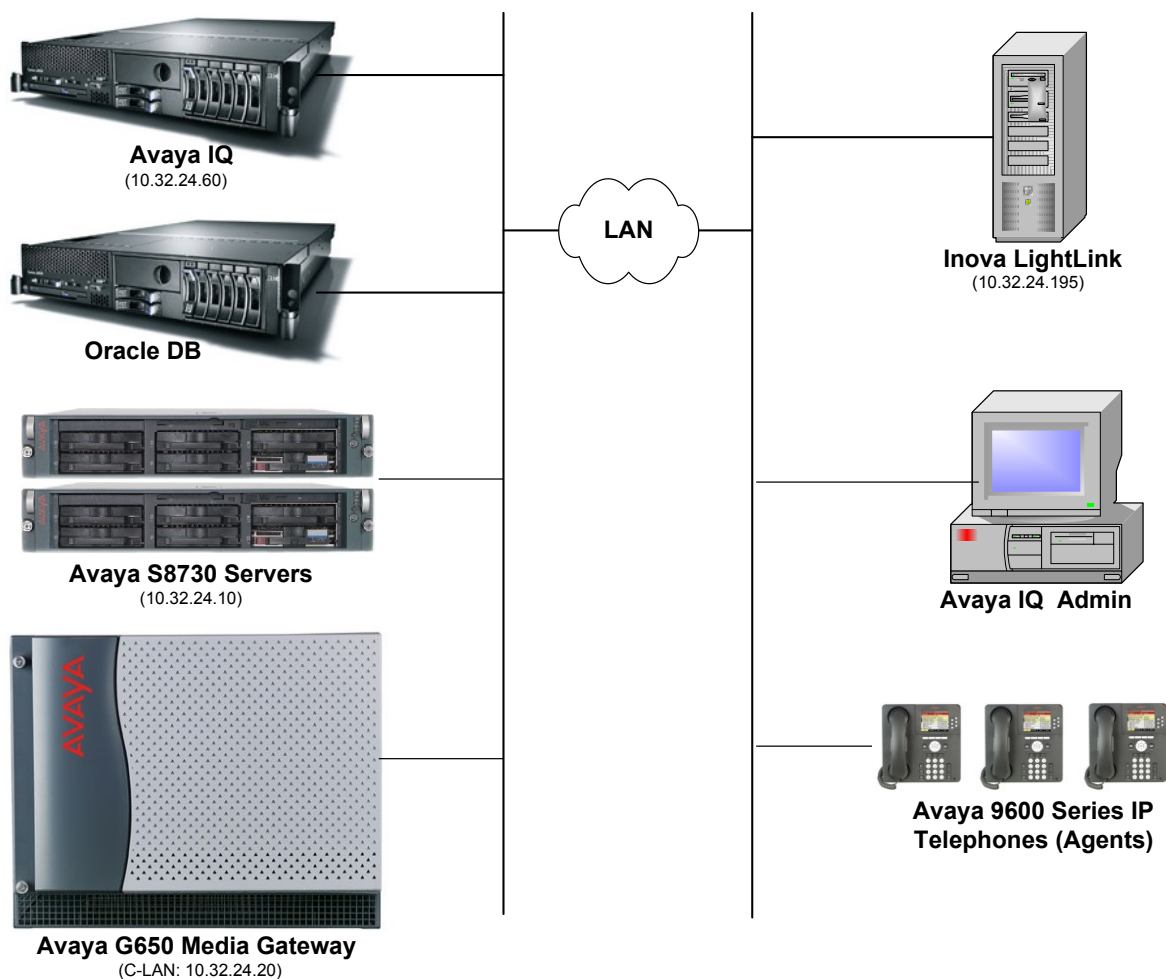 Avaya IQ
(10.32.24.60)
Oracle DB
AVAYA
AVAYA
Avaya S8730 Servers
(10.32.24.10)
AVAYA
Avaya G650 Media Gateway
(C-LAN: 10.32.24.20)
LAN
Inova LightLink
(10.32.24.195)
Avaya IQ Admin
Avaya 9600 Series IP
Telephones (Agents)